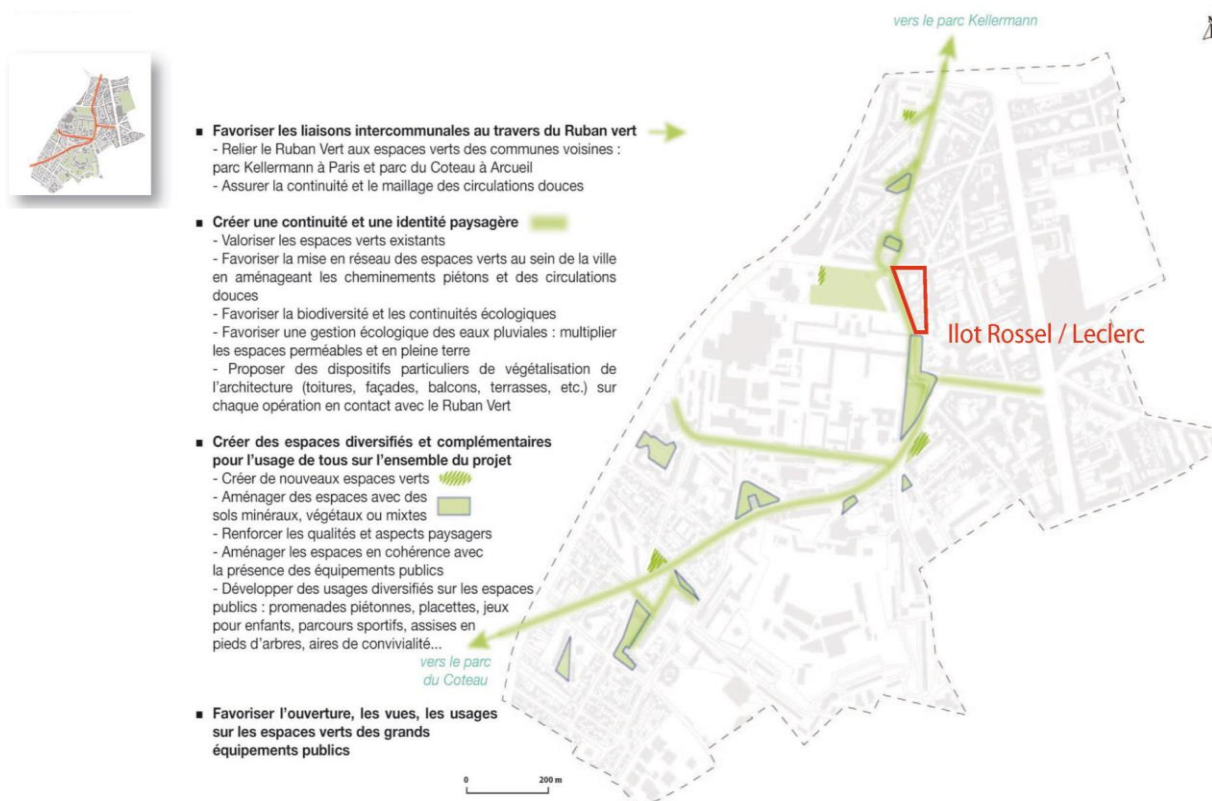 vers le parc Kellermann
■ Favoriser les liaisons intercommunales au travers du Ruban vert
- Relier le Ruban Vert aux espaces verts des communes voisines :
parc Kellermann à Paris et parc du Coteau à Arcueil
- Assurer la continuité et le maillage des circulations douces
■ Créer une continuité et une identité paysagère
- Valoriser les espaces verts existants
- Favoriser la mise en réseau des espaces verts au sein de la ville
en aménageant les cheminements piétons et des circulations
douces
- Favoriser la biodiversité et les continuités écologiques
- Favoriser une gestion écologique des eaux pluviales : multiplier
les espaces perméables et en pleine terre
- Proposer des dispositifs particuliers de végétalisation de
l'architecture (toitures, façades, balcons, terrasses, etc.) sur
chaque opération en contact avec le Ruban Vert
Ilot Rossel / Leclerc
■ Créer des espaces diversifiés et complémentaires
pour l'usage de tous sur l'ensemble du projet
- Créer de nouveaux espaces verts
- Aménager des espaces avec des
sols minéraux, végétaux ou mixtes
- Renforcer les qualités et aspects paysagers
- Aménager les espaces en cohérence avec
la présence des équipements publics
- Développer des usages diversifiés sur les espaces
publics : promenades piétonnes, placettes, jeux
pour enfants, parcours sportifs, assises en
pieds d'arbres, aires de convivialité...
vers le parc
du Coteau
■ Favoriser l'ouverture, les vues, les usages
sur les espaces verts des grands
équipements publics
0 200 m